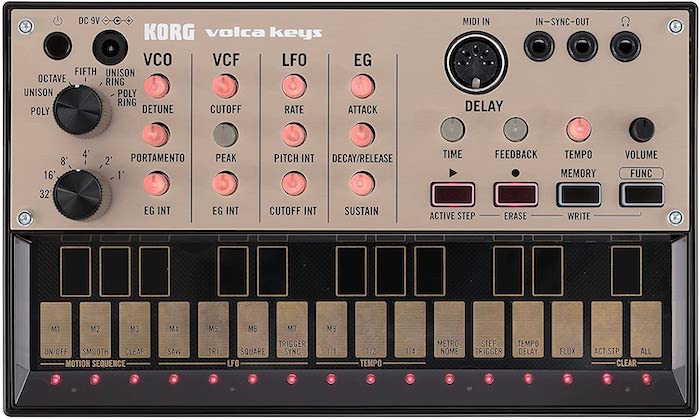 DC 9V
KORG volca keys
MIDI IN
IN–SYNC–OUT
VCO VCF LFO EG
OCTAVE
FIFTH
UNISON
RING
UNISON
POLY
POLY
RING
DETUNE CUTOFF RATE ATTACK
DELAY
TIME FEEDBACK TEMPO VOLUME
PORTAMENTO PEAK PITCH INT DECAY/RELEASE
32' 16' 8' 4' 2' 1'
MEMORY FUNC
EG INT EG INT CUTOFF INT SUSTAIN
ACTIVE STEP ERASE WRITE
M1 M2 M3 M4 M5 M6 M7
ON/OFF SMOOTH CLEAR SAW TRI SQUARE TRIGGER SYNC
1/1 1/2 1/4 METRO-NOME STEP TRIGGER TEMPO DELAY FLUX ACT.STP ALL
MOTION SEQUENCE LFO TEMPO CLEAR